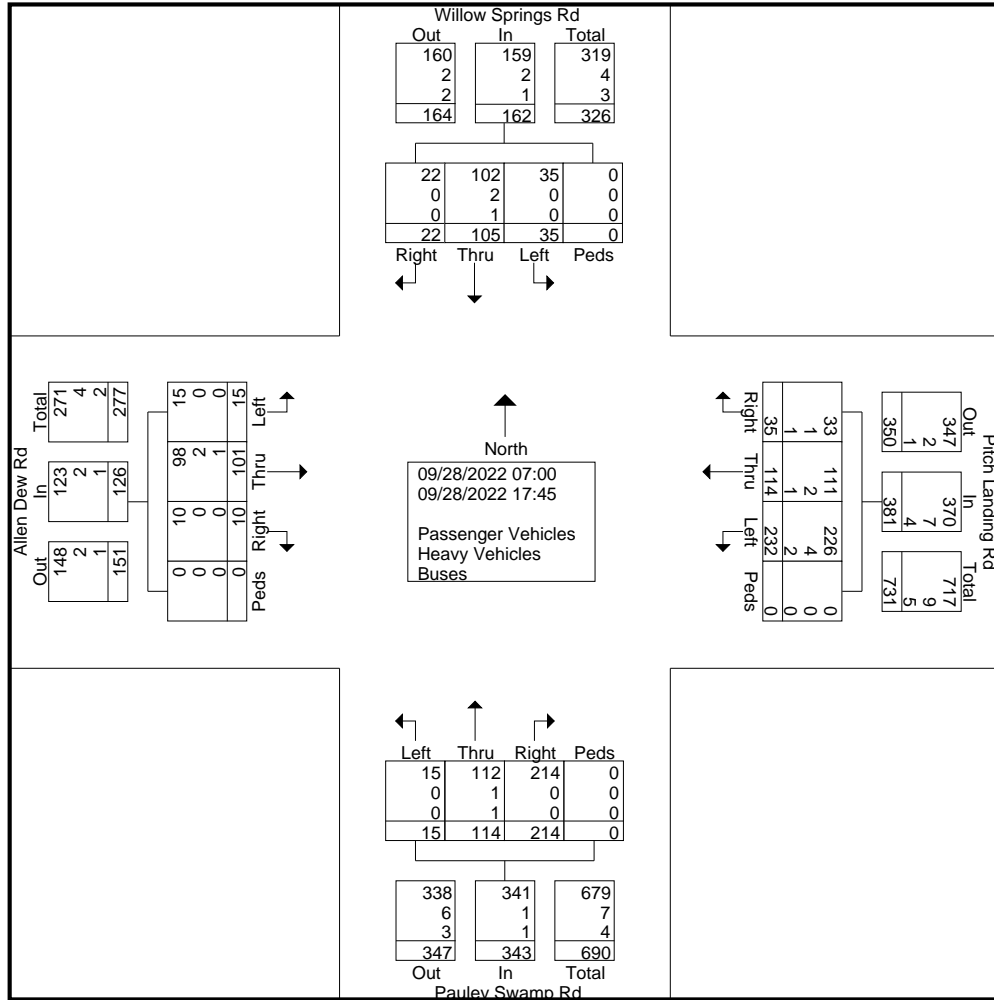 Willow Springs Rd
Out In Total
160 159 319
2 2 4
2 1 3
164 162 326
22 102 35 0
0 2 0 0
0 1 0 0
22 105 35 0
Right Thru Left Peds
Allen Dew Rd
Total In Out
271 123 148
4 2 2
2 1 1
277 126 151
15 98 10 0
0 2 0 0
0 1 0 0
15 101 10 0
Left Thru Right Peds
North
09/28/2022 07:00
09/28/2022 17:45
Passenger Vehicles
Heavy Vehicles
Buses
Right Thru Left Peds
33 111 226 0
1 2 4 0
1 1 2 0
35 114 232 0
Pitch Landing Rd
Out In Total
347 370 717
2 7 9
1 4 5
350 381 731
Left Thru Right Peds
15 112 214 0
0 1 0 0
0 1 0 0
15 114 214 0
338 341 679
6 1 7
3 1 4
347 343 690
Out In Total
Pauley Swamp Rd